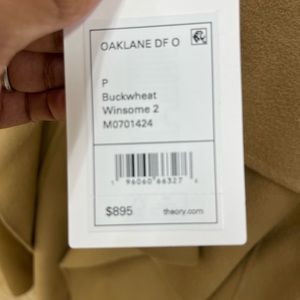 OAKLANE DF O
P
Buckwheat
Winsome 2
M0701424
1 96060 66327 4
$895 theory.com